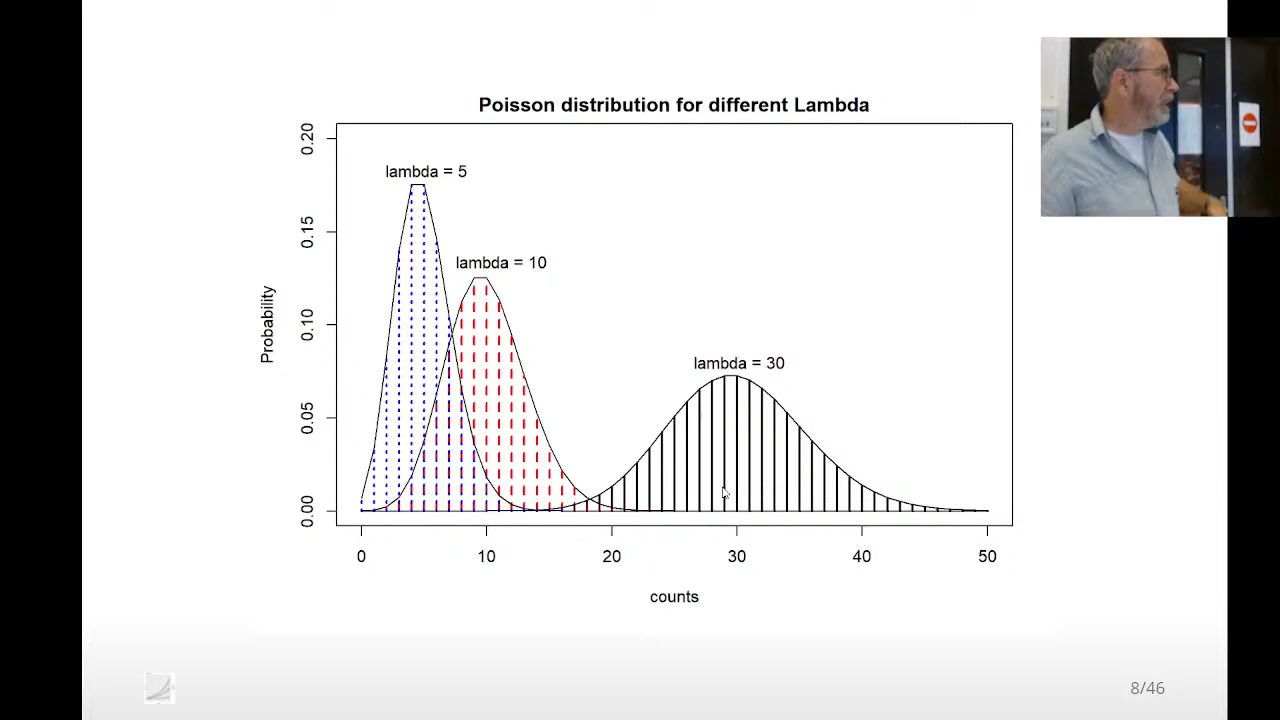 Poisson distribution for different Lambda
0.20
0.15
0.10
0.05
0.00
Probability
lambda = 5
lambda = 10
lambda = 30
0 10 20 30 40 50
counts
8/46